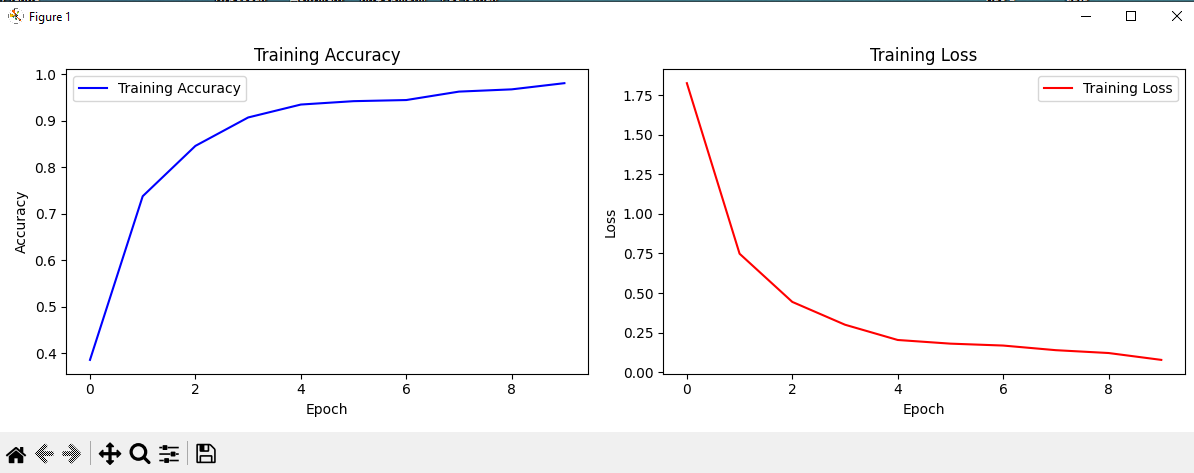 Figure 1
Training Accuracy
Training Accuracy
1.0
0.9
0.8
0.7
0.6
0.5
0.4
Accuracy
0 2 4 6 8
Epoch
Training Loss
Training Loss
1.75
1.50
1.25
1.00
0.75
0.50
0.25
0.00
Loss
0 2 4 6 8
Epoch